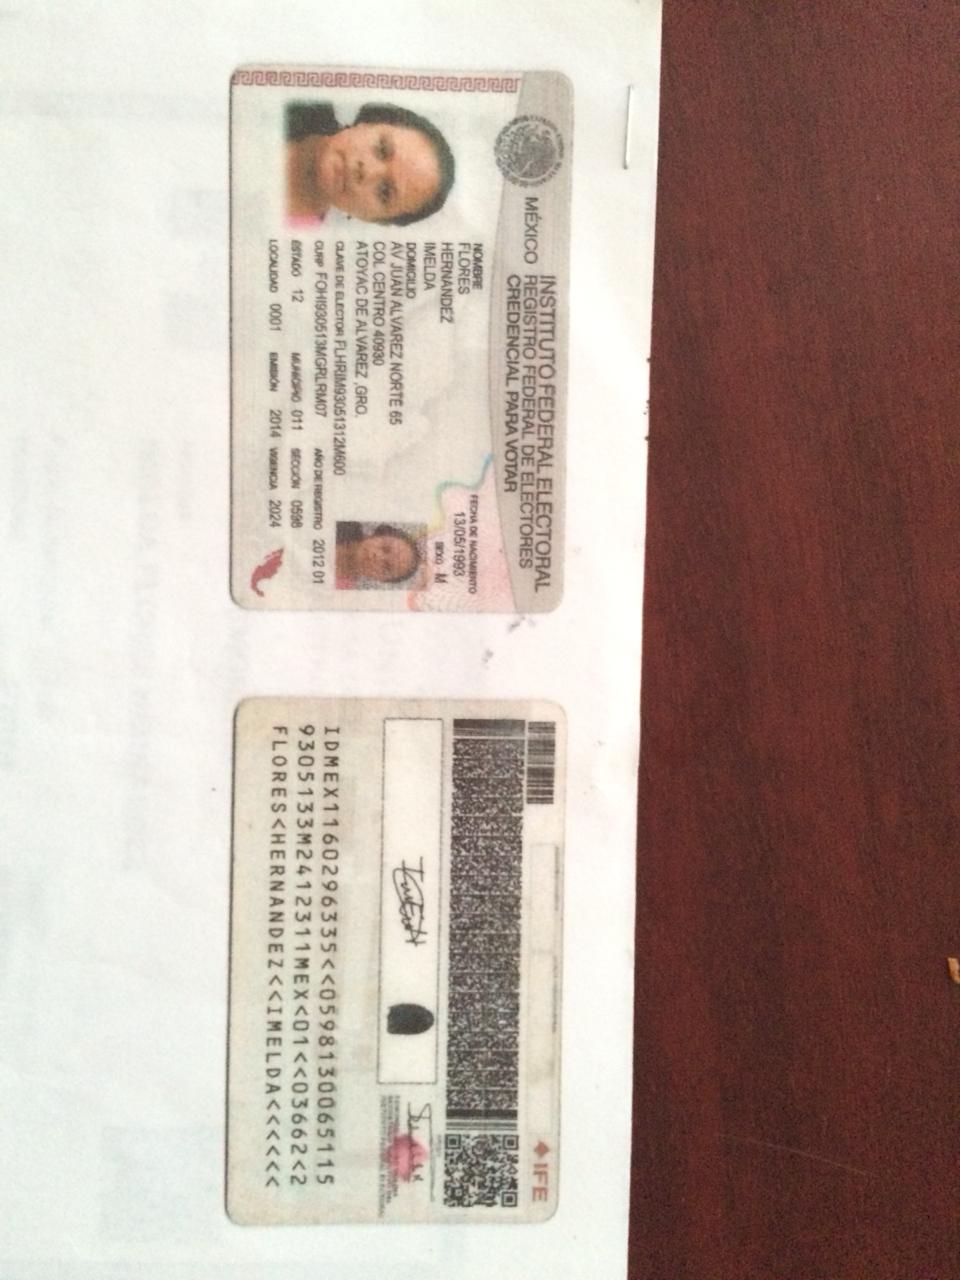 MÉXICO
INSTITUTO FEDERAL ELECTORAL
REGISTRO FEDERAL DE ELECTORES
CREDENCIAL PARA VOTAR
NOMBRE
FLORES
HERNANDEZ
IMELDA
FECHA DE NACIMIENTO
13/05/1993
SEXO M
DOMICILIO
AV JUAN ALVAREZ NORTE 65
COL CENTRO 40930
ATOYAC DE ALVAREZ ,GRO.
CLAVE DE ELECTOR FLHRIM93051312M600
CURP FOHI930513MGRLRM07 AÑO DE REGISTRO 2012 01
ESTADO 12 MUNICIPIO 011 SECCIÓN 0598
LOCALIDAD 0001 EMISIÓN 2014 VIGENCIA 2024
IFE
IDMEX1160296335<<0598130065115
9305133M2412311MEX<01<<03662<2
FLORES<HERNANDEZ<<IMELDA<<<<<<